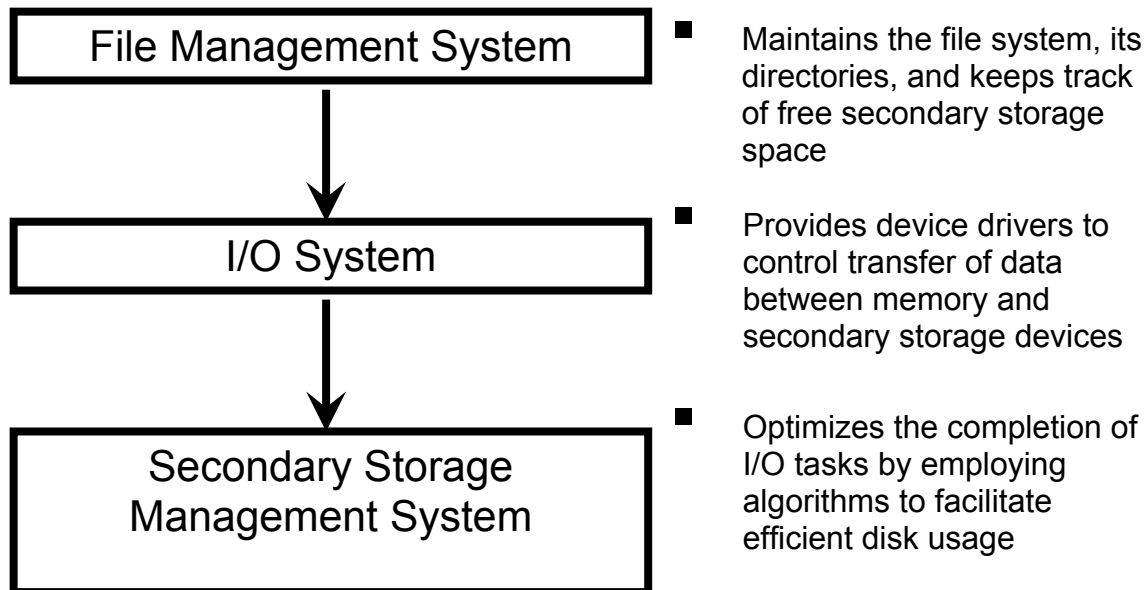 File Management System
Maintains the file system, its
directories, and keeps track
of free secondary storage
space
I/O System
Provides device drivers to
control transfer of data
between memory and
secondary storage devices
Secondary Storage
Management System
Optimizes the completion of
I/O tasks by employing
algorithms to facilitate
efficient disk usage